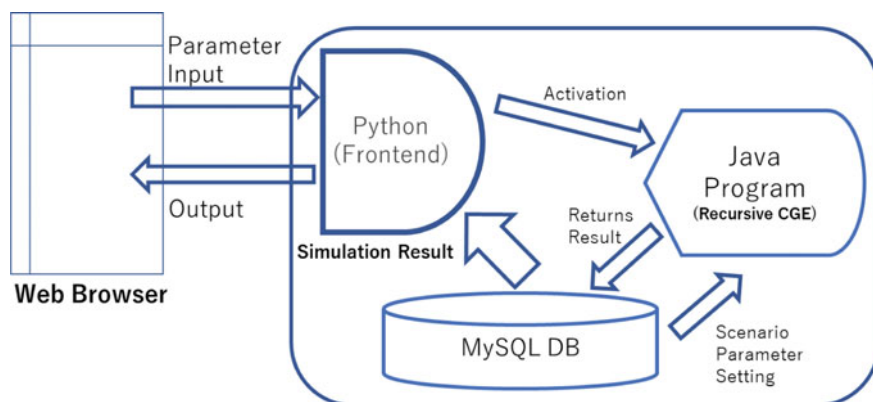 Parameter
Input
Output
Web Browser
Python
(Frontend)
Simulation Result
Activation
Java
Program
(Recursive CGE)
Returns
Result
MySQL DB
Scenario
Parameter
Setting